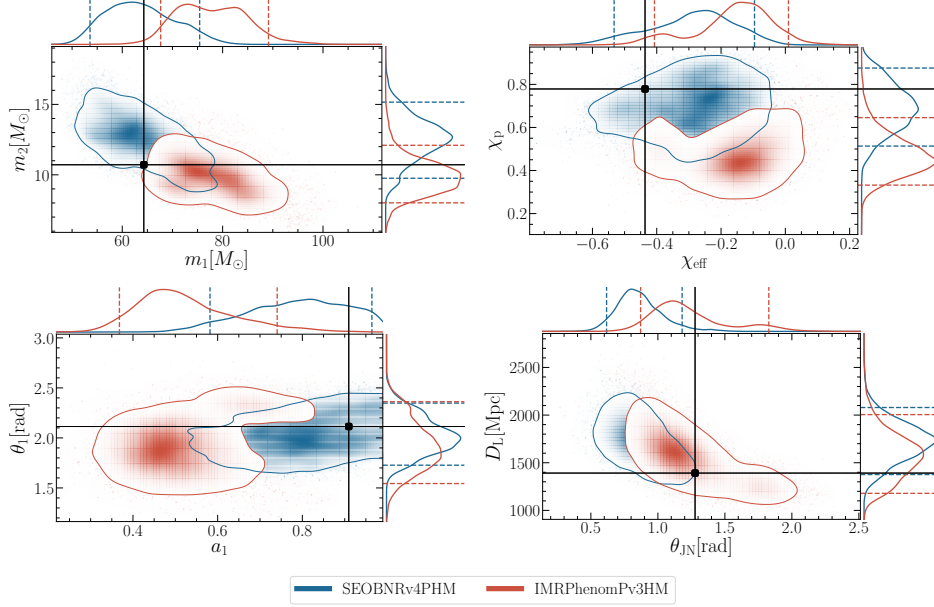 15
10
m₂[M⊙]
60 80 100
m₁[M⊙]
0.8
0.6
0.4
0.2
χₚ
−0.6 −0.4 −0.2 0.0 0.2
χ_eff
3.0
2.5
2.0
1.5
θ₁[rad]
0.4 0.6 0.8
a₁
2500
2000
1500
1000
D_L[Mpc]
0.5 1.0 1.5 2.0 2.5
θ_JN[rad]
SEOBNRv4PHM IMRPhenomPv3HM